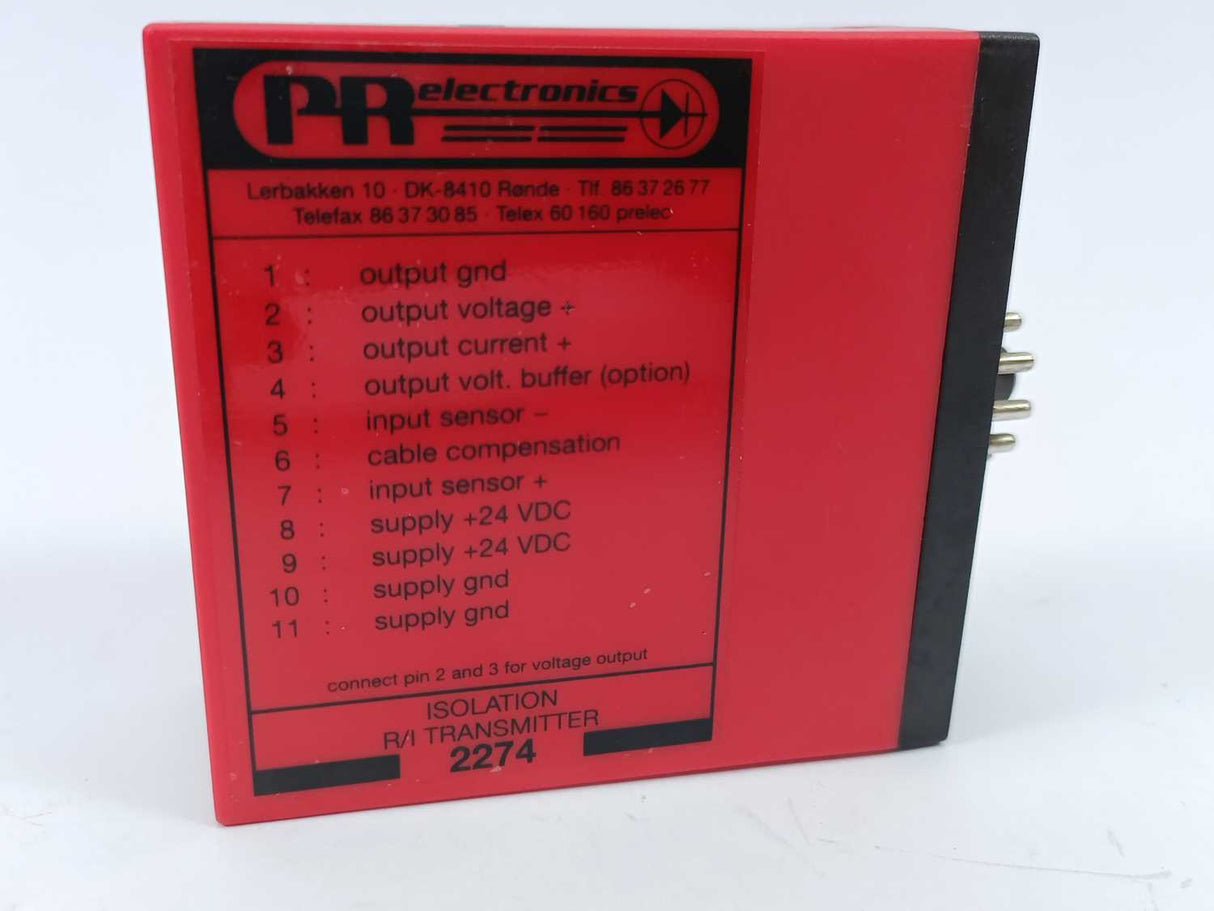 PR electronics
Lerbakken 10 · DK-8410 Rønde · Tlf. 86 37 26 77
Telefax 86 37 30 85 · Telex 60 160 prelec
1 : output gnd
2 : output voltage +
3 : output current +
4 : output volt. buffer (option)
5 : input sensor –
6 : cable compensation
7 : input sensor +
8 : supply +24 VDC
9 : supply +24 VDC
10 : supply gnd
11 : supply gnd
connect pin 2 and 3 for voltage output
ISOLATION
R/I TRANSMITTER
2274